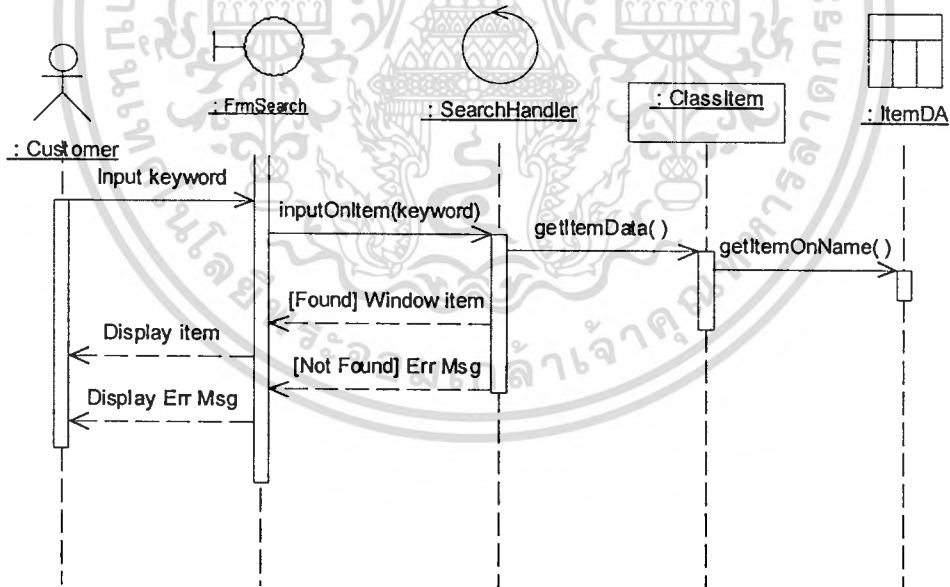 : FrmSearch
: SearchHandler
: ClassItem
: ItemDA
: Customer
Input keyword
inputOnItem(keyword)
getItemData( )
getItemOnName( )
[Found] Window item
Display item
[Not Found] Err Msg
Display Err Msg